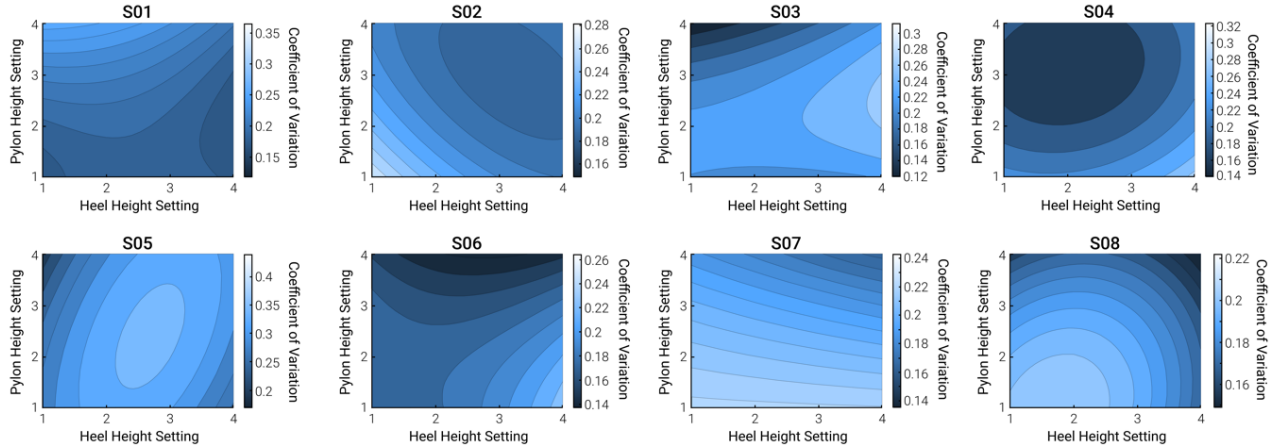 S01
Pylon Height Setting
4
3
2
1
1 2 3 4
Heel Height Setting
0.35
0.3
0.25
0.2
0.15
Coefficient of Variation
S02
Pylon Height Setting
4
3
2
1
1 2 3 4
Heel Height Setting
0.28
0.26
0.24
0.22
0.2
0.18
0.16
Coefficient of Variation
S03
Pylon Height Setting
4
3
2
1
1 2 3 4
Heel Height Setting
0.3
0.28
0.26
0.24
0.22
0.2
0.18
0.16
0.14
0.12
Coefficient of Variation
S04
Pylon Height Setting
4
3
2
1
1 2 3 4
Heel Height Setting
0.32
0.3
0.28
0.26
0.24
0.22
0.2
0.18
0.16
0.14
Coefficient of Variation
S05
Pylon Height Setting
4
3
2
1
1 2 3 4
Heel Height Setting
0.4
0.35
0.3
0.25
0.2
Coefficient of Variation
S06
Pylon Height Setting
4
3
2
1
1 2 3 4
Heel Height Setting
0.26
0.24
0.22
0.2
0.18
0.16
0.14
Coefficient of Variation
S07
Pylon Height Setting
4
3
2
1
1 2 3 4
Heel Height Setting
0.24
0.22
0.2
0.18
0.16
0.14
Coefficient of Variation
S08
Pylon Height Setting
4
3
2
1
1 2 3 4
Heel Height Setting
0.22
0.2
0.18
0.16
Coefficient of Variation